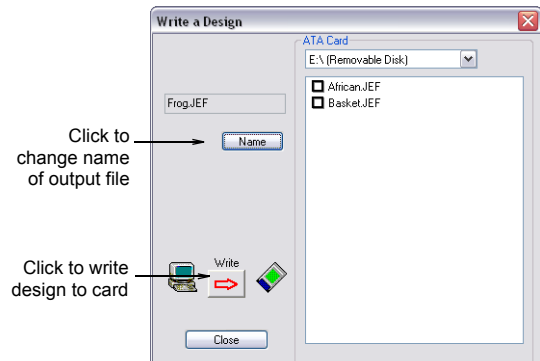 Write a Design
ATA Card
E:\ (Removable Disk)
African.JEF
Basket.JEF
Frog.JEF
Name
Click to
change name
of output file
Write
Click to write
design to card
Close